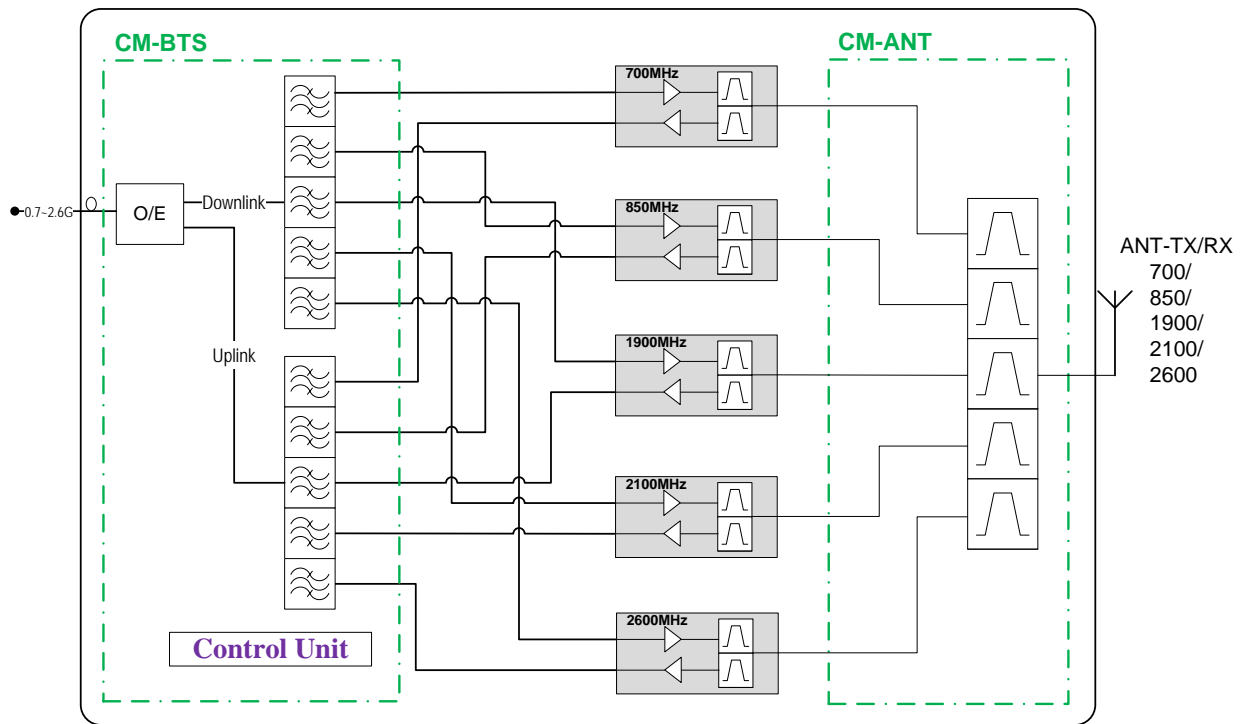 CM-BTS
CM-ANT
700MHz
850MHz
0.7~2.6G
O/E
Downlink
ANT-TX/RX
700/
850/
1900/
2100/
2600
1900MHz
Uplink
2100MHz
2600MHz
Control Unit